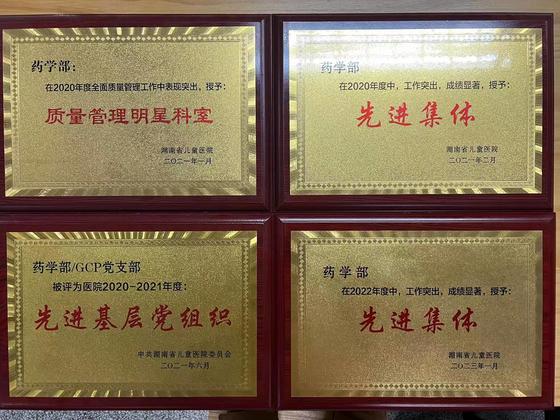 药学部：
在2020年度全面质量管理工作中表现突出，授予：
质量管理明星科室
湖南省儿童医院
二〇二一年一月
药学部
在2020年度中，工作突出，成绩显著，授予：
先进集体
湖南省儿童医院
二〇二一年二月
药学部/GCP党支部
被评为医院2020-2021年度：
先进基层党组织
中共湖南省儿童医院委员会
二〇二一年六月
药学部
在2022年度中，工作突出，成绩显著，授予：
先进集体
湖南省儿童医院
二〇二三年一月